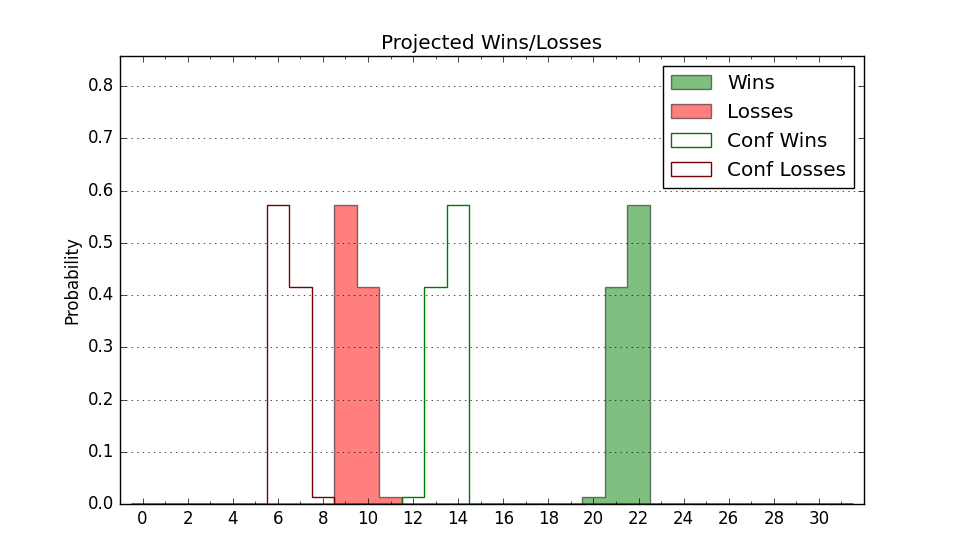 Projected Wins/Losses
Wins
Losses
Conf Wins
Conf Losses
Probability
0.8
0.7
0.6
0.5
0.4
0.3
0.2
0.1
0.0
0 2 4 6 8 10 12 14 16 18 20 22 24 26 28 30